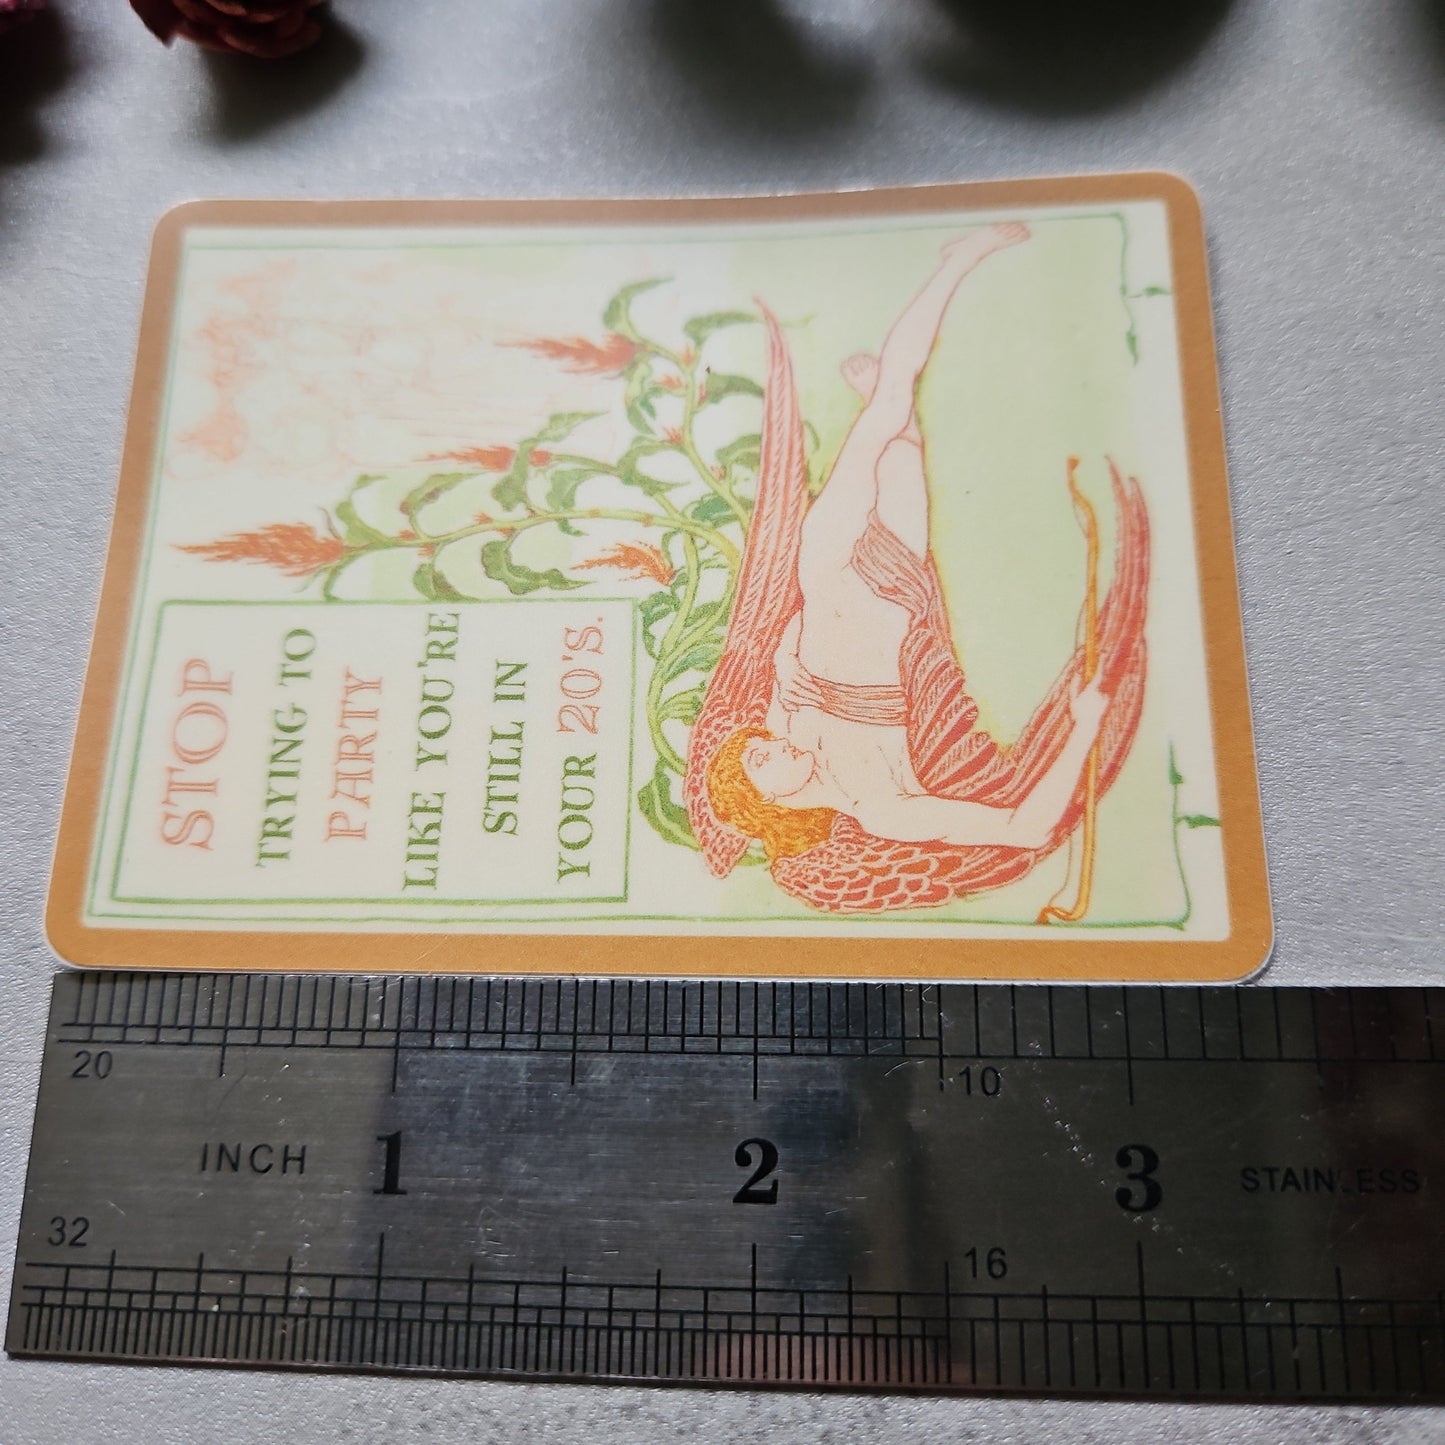 STOP
TRYING TO
PARTY
LIKE YOU'RE
STILL IN
YOUR 20'S.
20
10
INCH
1
2
3
STAINLESS
32
16